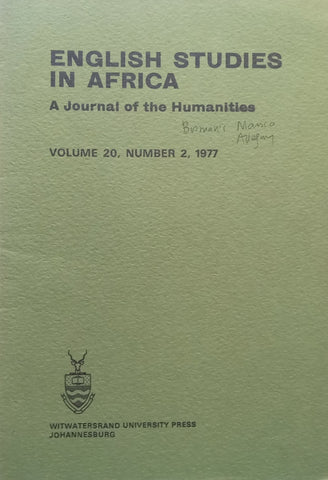 ENGLISH STUDIES
IN AFRICA
A Journal of the Humanities
VOLUME 20, NUMBER 2, 1977
WITWATERSRAND UNIVERSITY PRESS
JOHANNESBURG